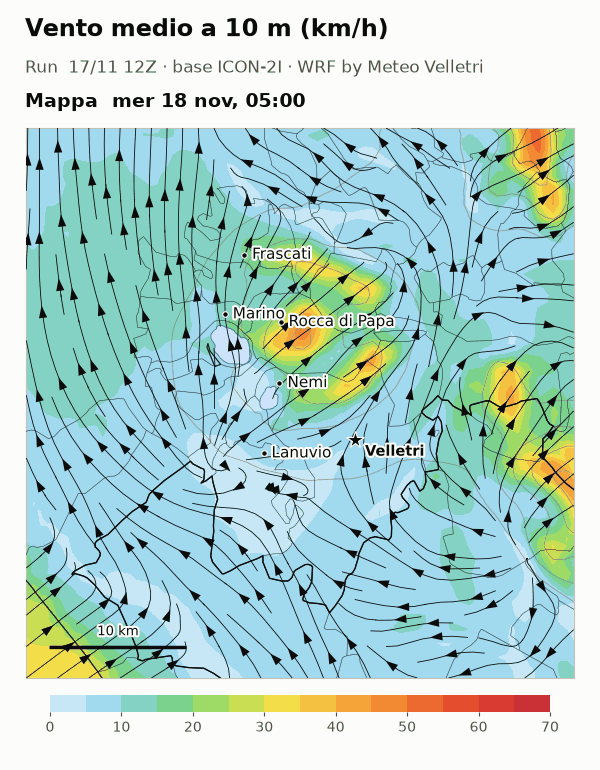 Vento medio a 10 m (km/h)
Run  17/11 12Z · base ICON-2I · WRF by Meteo Velletri
Mappa  mer 18 nov, 05:00
Frascati
Marino
Rocca di Papa
Nemi
Velletri
Lanuvio
10 km
0 10 20 30 40 50 60 70